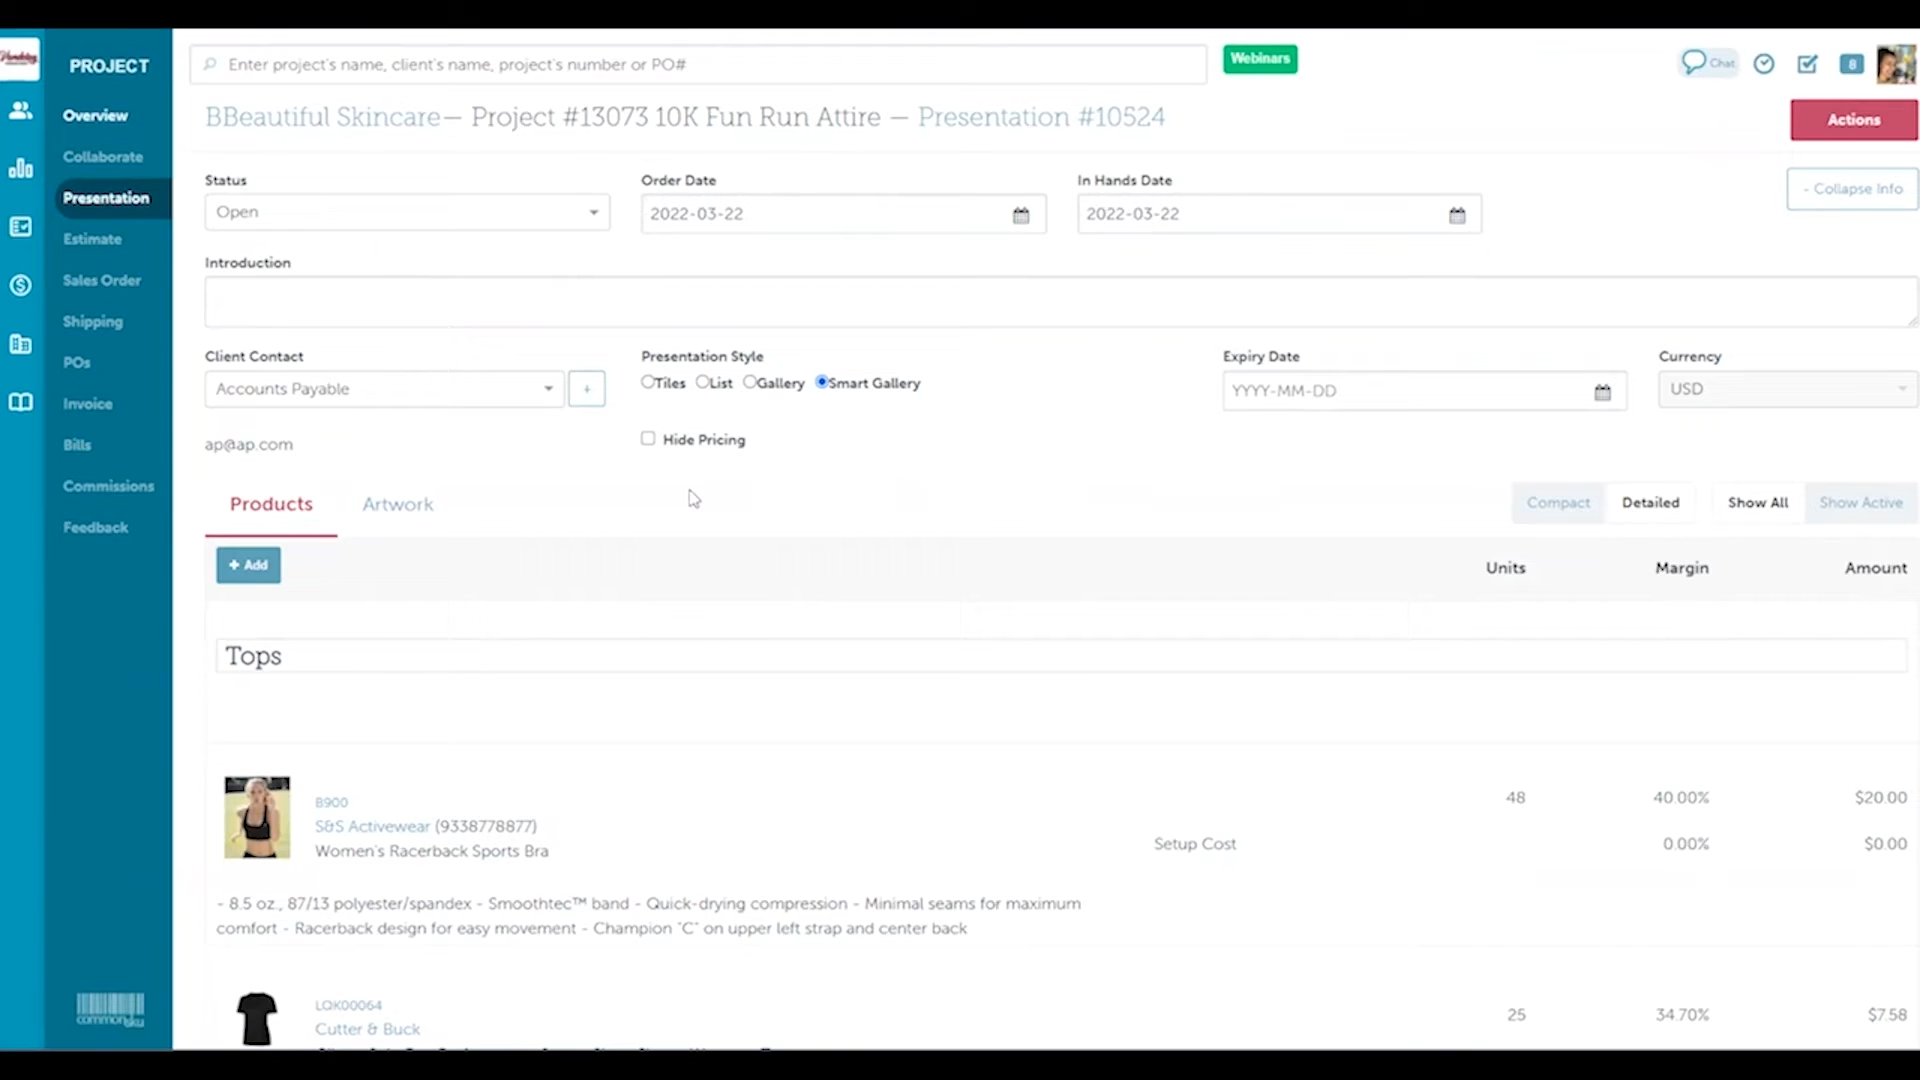 PROJECT
Enter project's name, client's name, project's number or PO#
Webinars
Chat
8
Overview
BBeautiful Skincare— Project #13073 10K Fun Run Attire — Presentation #10524
Actions
Collaborate
Presentation
Status
Order Date
In Hands Date
- Collapse Info
Open
2022-03-22
2022-03-22
Estimate
Introduction
Sales Order
Shipping
Client Contact
Presentation Style
Expiry Date
Currency
POs
Accounts Payable
+
Tiles
List
Gallery
Smart Gallery
YYYY-MM-DD
USD
Invoice
ap@ap.com
Hide Pricing
Bills
Commissions
Products
Artwork
Compact
Detailed
Show All
Show Active
Feedback
+ Add
Units
Margin
Amount
Tops
B900
S&S Activewear (9338778877)
Women's Racerback Sports Bra
48
40.00%
$20.00
Setup Cost
0.00%
$0.00
- 8.5 oz., 87/13 polyester/spandex - Smoothtec™ band - Quick-drying compression - Minimal seams for maximum
comfort - Racerback design for easy movement - Champion "C" on upper left strap and center back
LQK00064
Cutter & Buck
25
34.70%
$7.58
commonsku